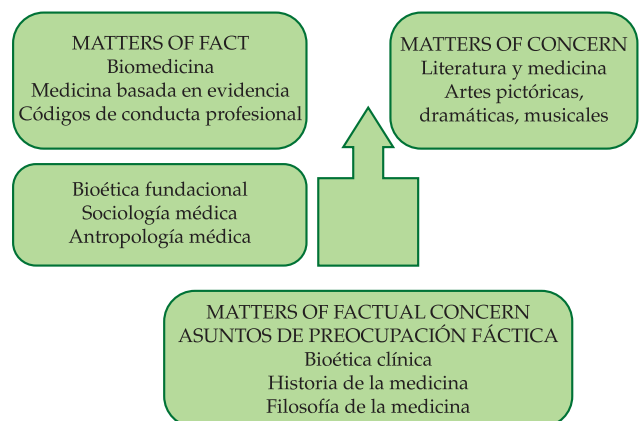 MATTERS OF FACT
Biomedicina
Medicina basada en evidencia
Códigos de conducta profesional
MATTERS OF CONCERN
Literatura y medicina
Artes pictóricas,
dramáticas, musicales
Bioética fundacional
Sociología médica
Antropología médica
MATTERS OF FACTUAL CONCERN
ASUNTOS DE PREOCUPACIÓN FÁCTICA
Bioética clínica
Historia de la medicina
Filosofía de la medicina